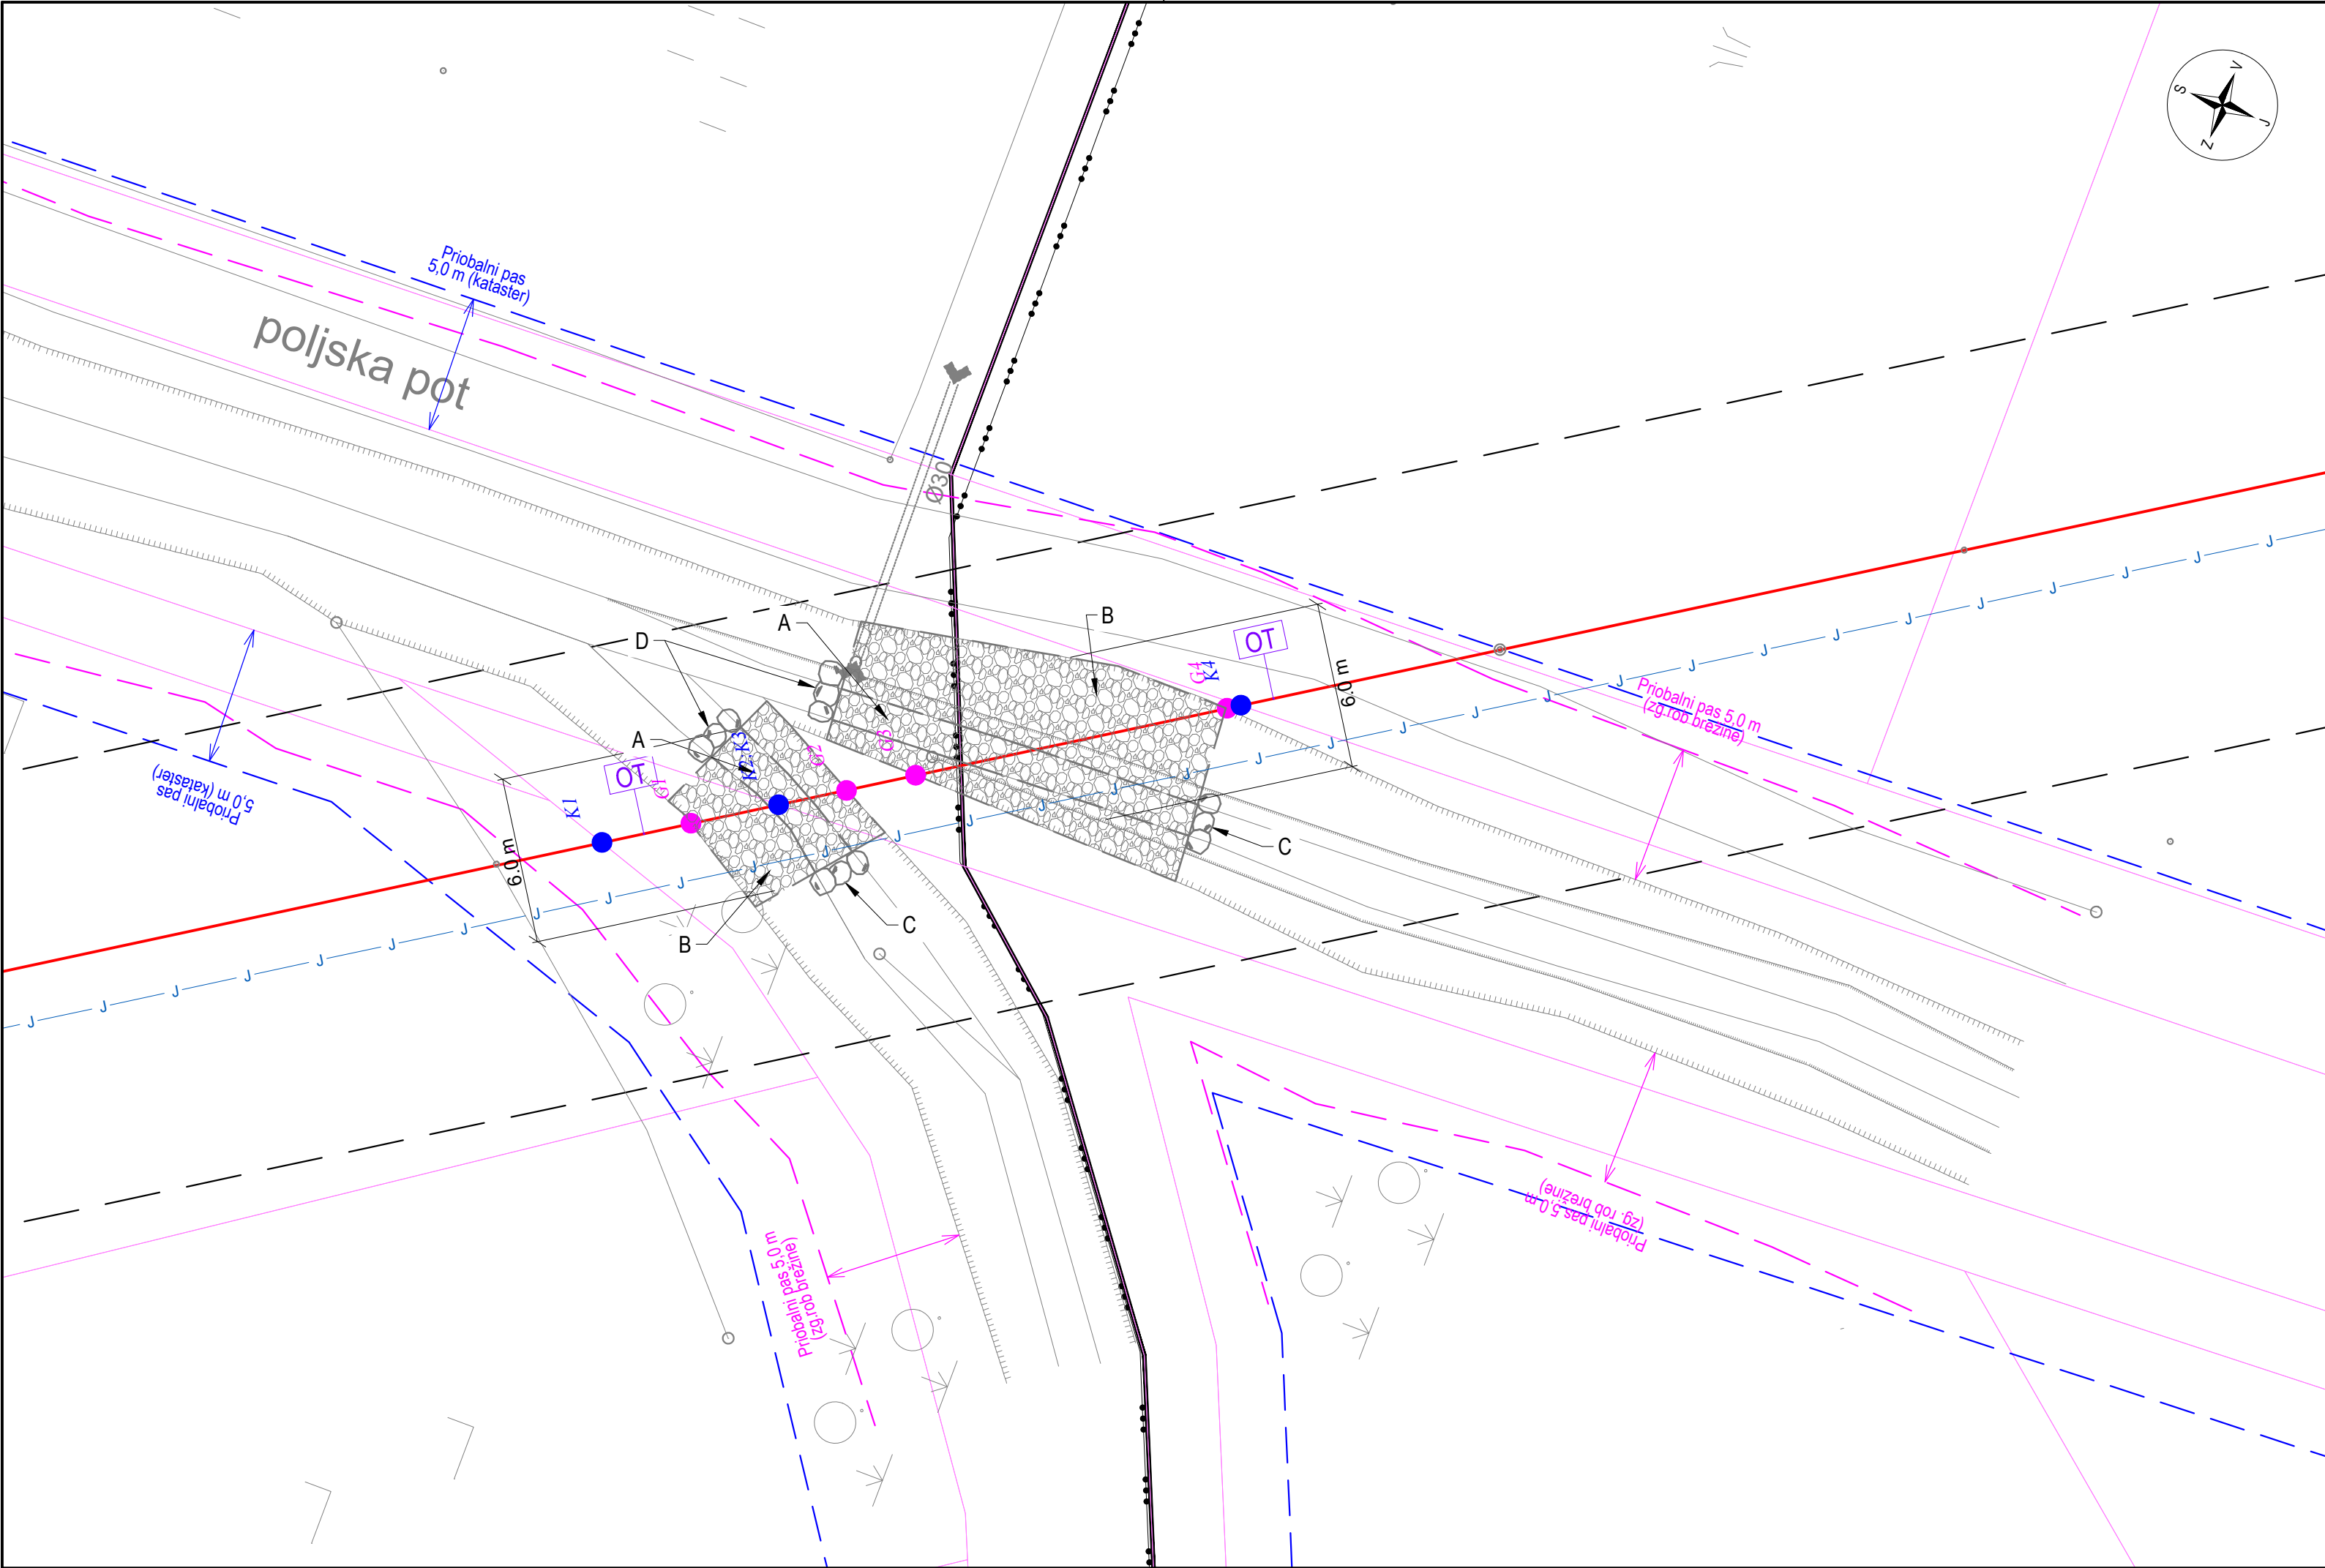 S
V
Z
J
Priobalni pas
5,0 m (kataster)
poljska pot
Ø30
D
A
B
OT
G4
K4
6.0 m
Priobalni pas 5,0 m
(zg.rob brežine)
A
K2=K3
G2
G3
OT
G1
K1
Priobalni pas
5,0 m (kataster)
6.0 m
C
B
C
J J J J J J J J J J J J J J J J J J J J J J J J J J J J J J J J
Priobalni pas 5,0 m
(zg. rob brežine)
Priobalni pas 5,0 m
(zg.rob brežine)